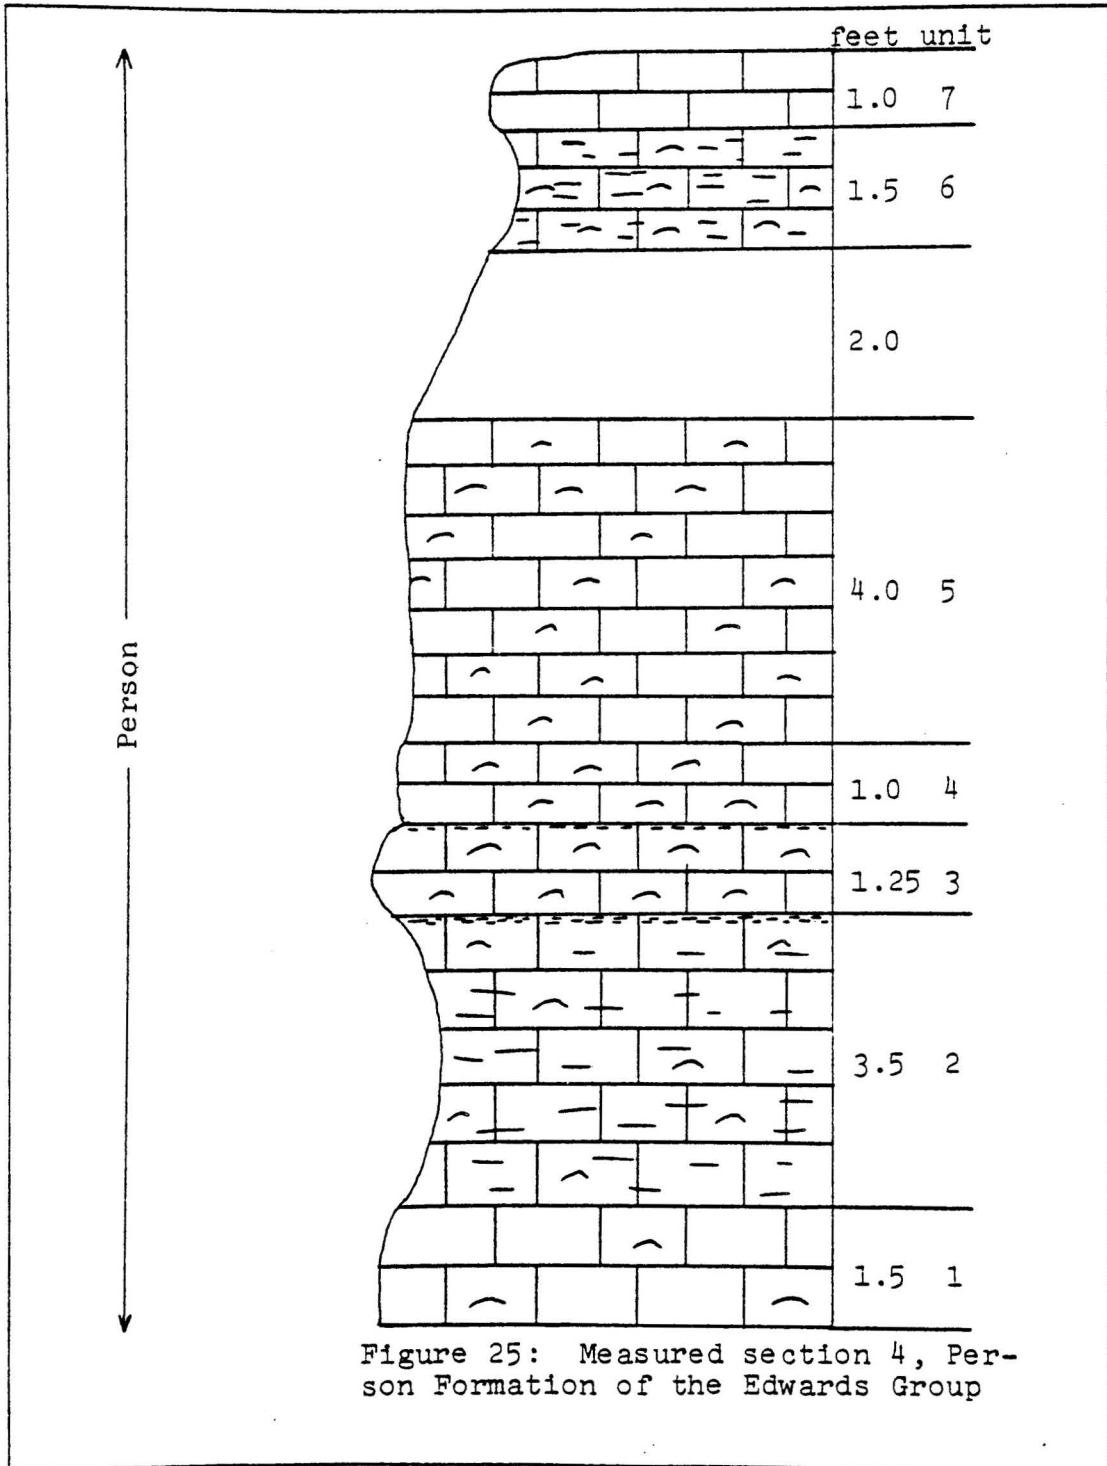 feet unit
1.0 7
1.5 6
2.0
4.0 5
Person
1.0 4
1.25 3
3.5 2
1.5 1
Figure 25: Measured section 4, Per-
son Formation of the Edwards Group